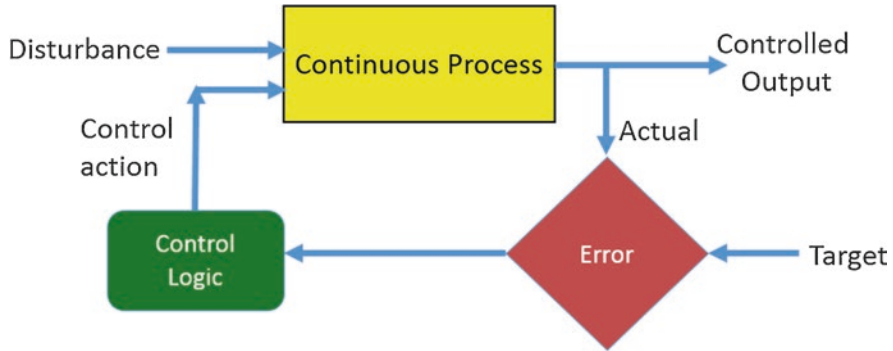 Disturbance
Continuous Process
Controlled
Output
Control
action
Actual
Control
Logic
Error
Target